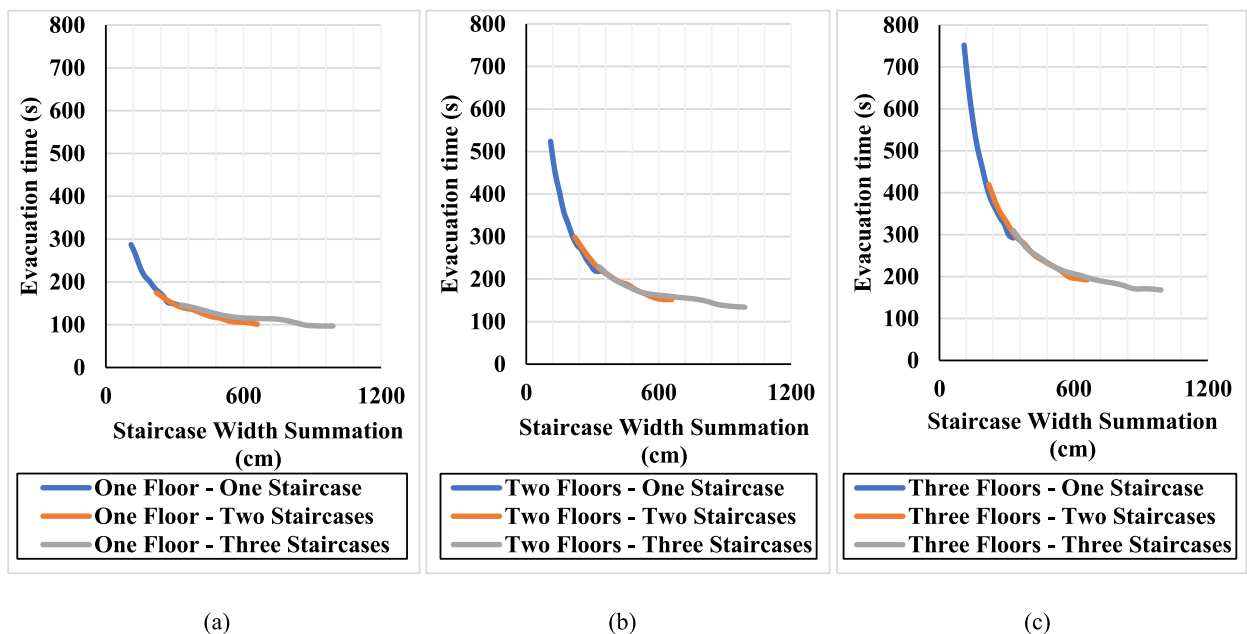 800
700
600
500
400
300
200
100
0
Evacuation time (s)
0 600 1200
Staircase Width Summation
(cm)
One Floor - One Staircase
One Floor - Two Staircases
One Floor - Three Staircases
(a)
800
700
600
500
400
300
200
100
0
Evacuation time (s)
0 600 1200
Staircase Width Summation
(cm)
Two Floors - One Staircase
Two Floors - Two Staircases
Two Floors - Three Staircases
(b)
800
700
600
500
400
300
200
100
0
Evacuation time (s)
0 600 1200
Staircase Width Summation
(cm)
Three Floors - One Staircase
Three Floors - Two Staircases
Three Floors - Three Staircases
(c)